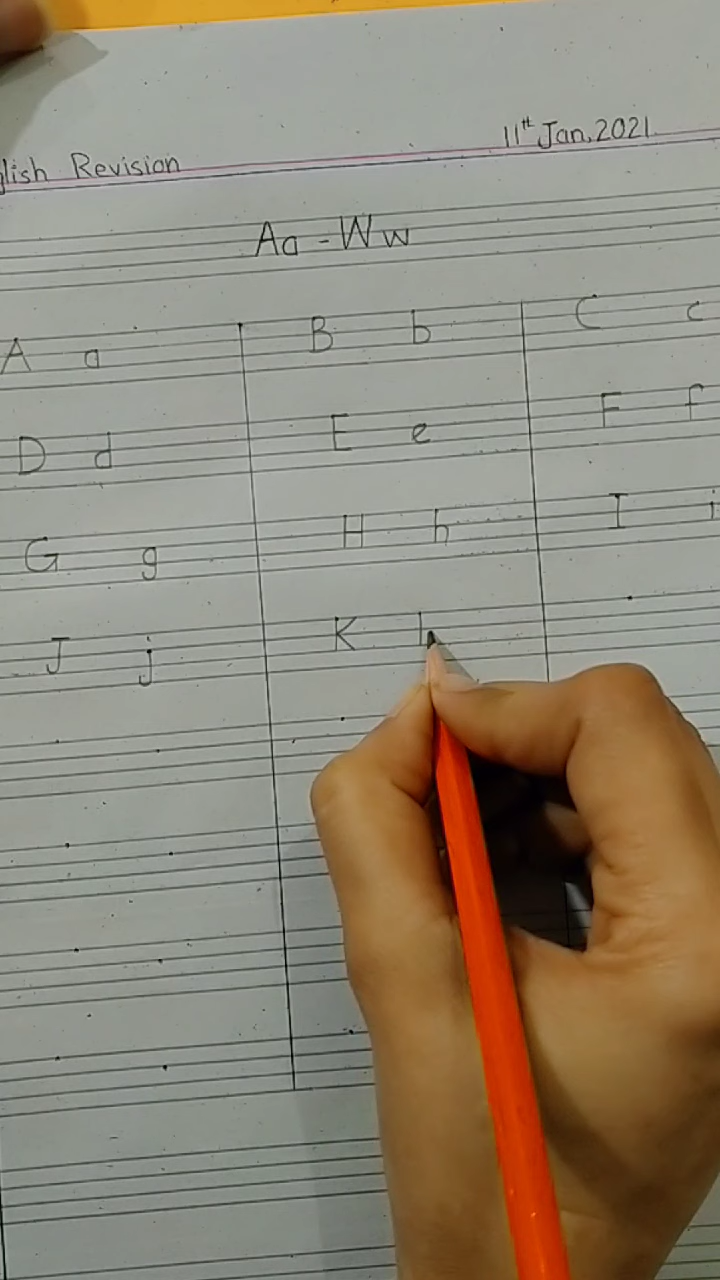 glish Revision 11th Jan, 2021.
Aa - Ww
A a B b C c
D d E e F f
G g H h I i
J j K